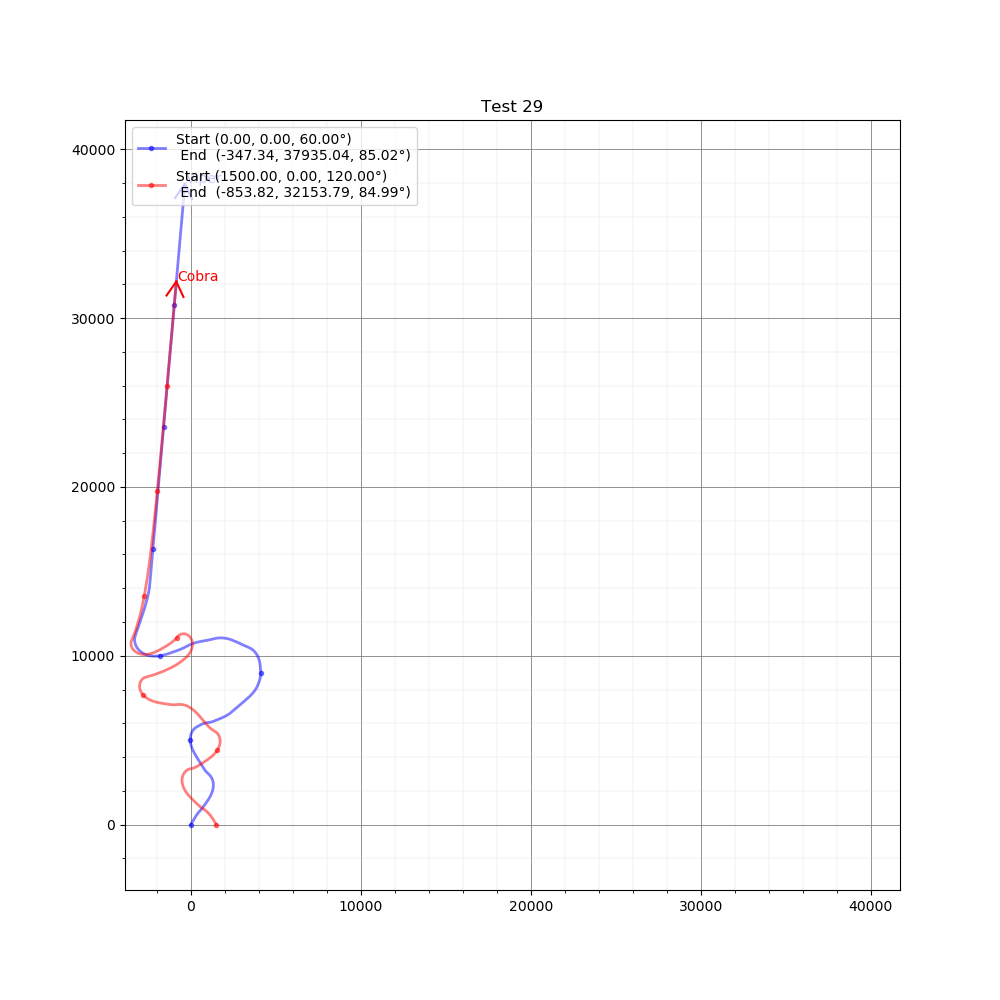 Test 29
Start (0.00, 0.00, 60.00°)
End  (-347.34, 37935.04, 85.02°)
Start (1500.00, 0.00, 120.00°)
End  (-853.82, 32153.79, 84.99°)
Cobra
40000
30000
20000
10000
0
0
10000
20000
30000
40000